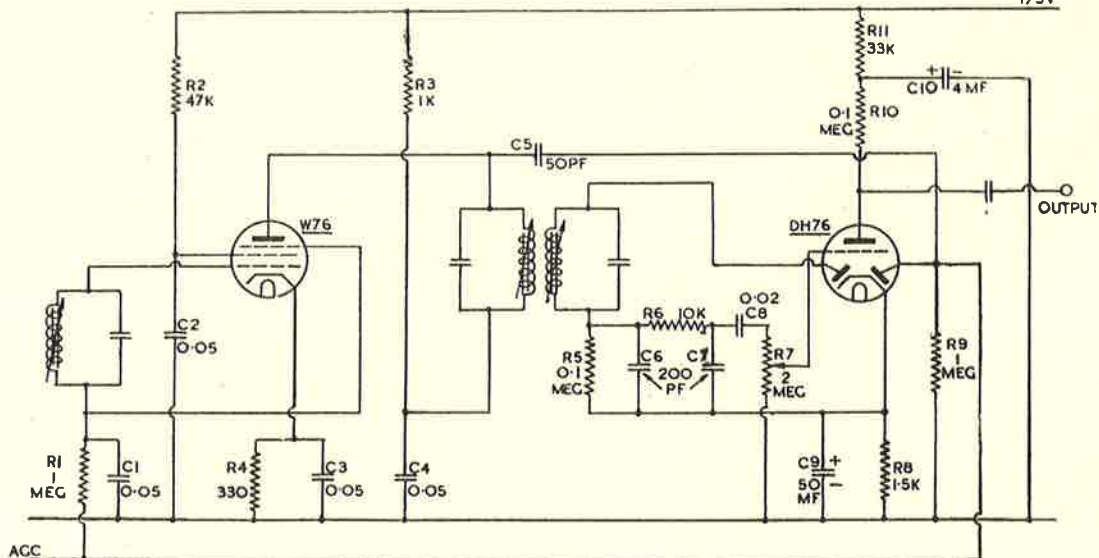 R11
33K
R2
47K
R3
1K
+ -
C10 4 MF
0·1
MEG
R10
C5
50PF
W76
DH76
OUTPUT
0·02
C8
R6 10K
C2
0.05
R5
0.1
MEG
C6
200
PF
C7
R7
2
MEG
R9
1
MEG
R1
1
MEG
C1
0.05
R4
330
C3
0.05
C4
0.05
C9
50
MF
+
-
R8
1.5K
AGC